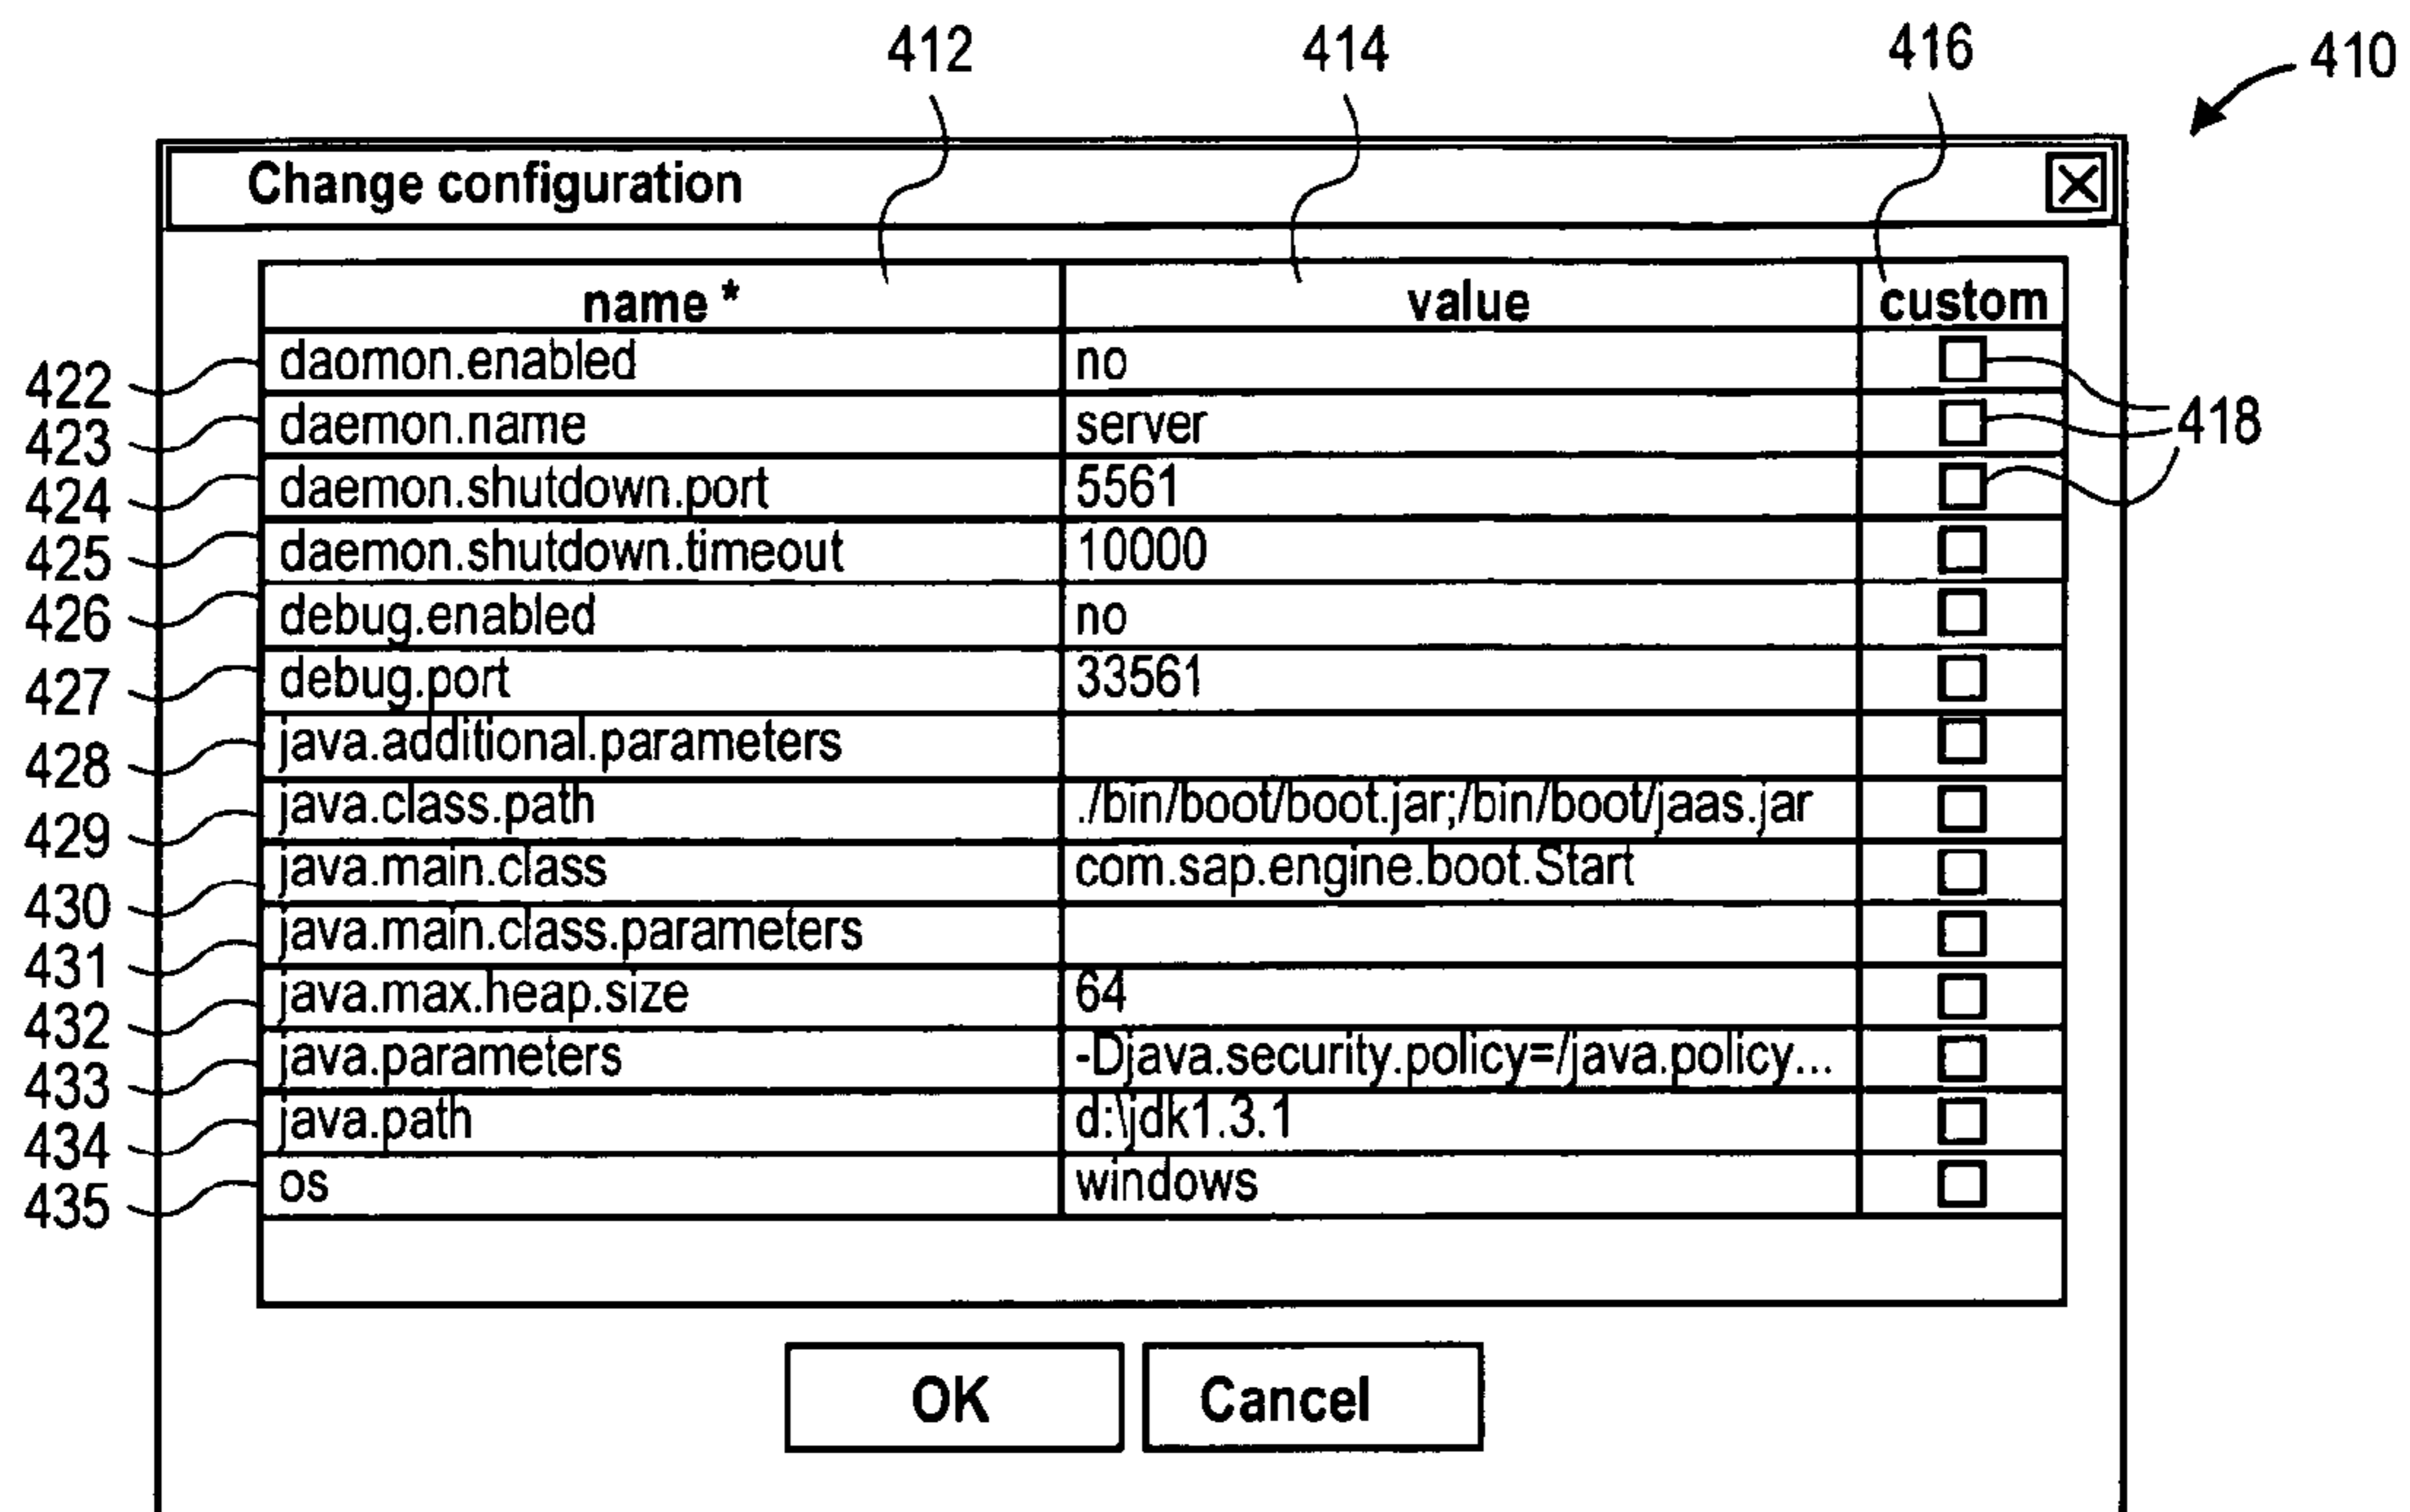 412 414 416 410
Change configuration
name * value custom
422 daomon.enabled no
423 daemon.name server 418
424 daemon.shutdown.port 5561
425 daemon.shutdown.timeout 10000
426 debug.enabled no
427 debug.port 33561
428 java.additional.parameters
429 java.class.path ./bin/boot/boot.jar;/bin/boot/jaas.jar
430 java.main.class com.sap.engine.boot.Start
431 java.main.class.parameters
432 java.max.heap.size 64
433 java.parameters -Djava.security.policy=/java.policy...
434 java.path d:\jdk1.3.1
435 os windows
OK Cancel